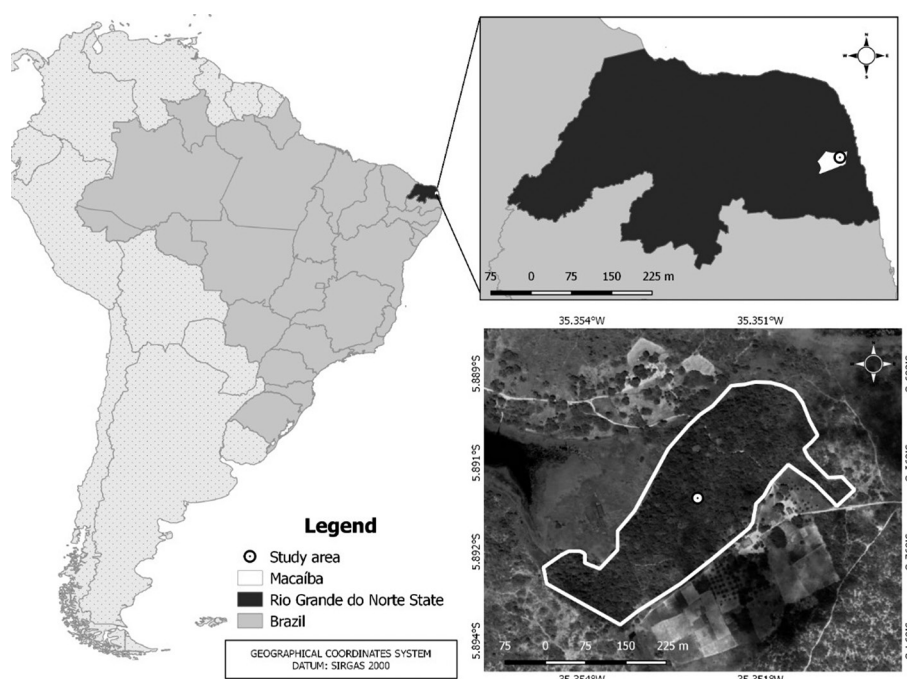 N
W E
S
75 0 75 150 225 m
35.354°W 35.351°W
5.889°S
5.891°S
5.892°S
5.894°S
75 0 75 150 225 m
Legend
Study area
Macaíba
Rio Grande do Norte State
Brazil
GEOGRAPHICAL COORDINATES SYSTEM
DATUM: SIRGAS 2000